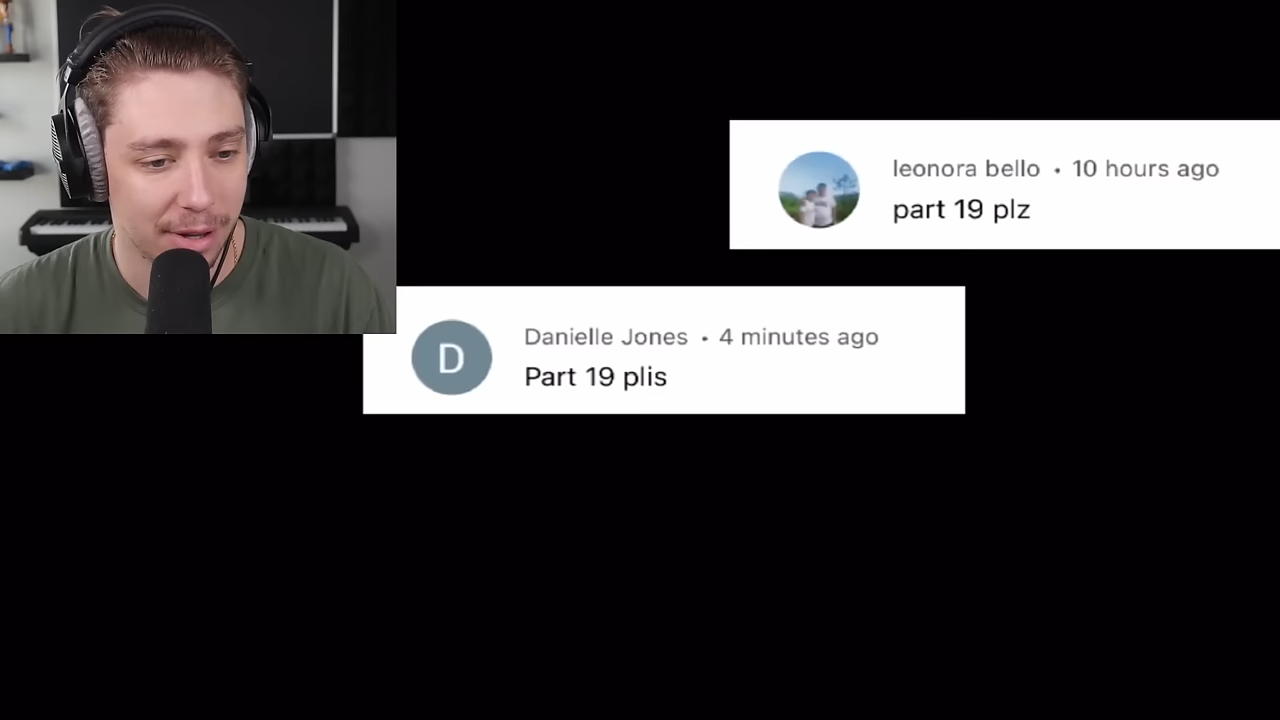 leonora bello • 10 hours ago
part 19 plz
D
Danielle Jones • 4 minutes ago
Part 19 plis